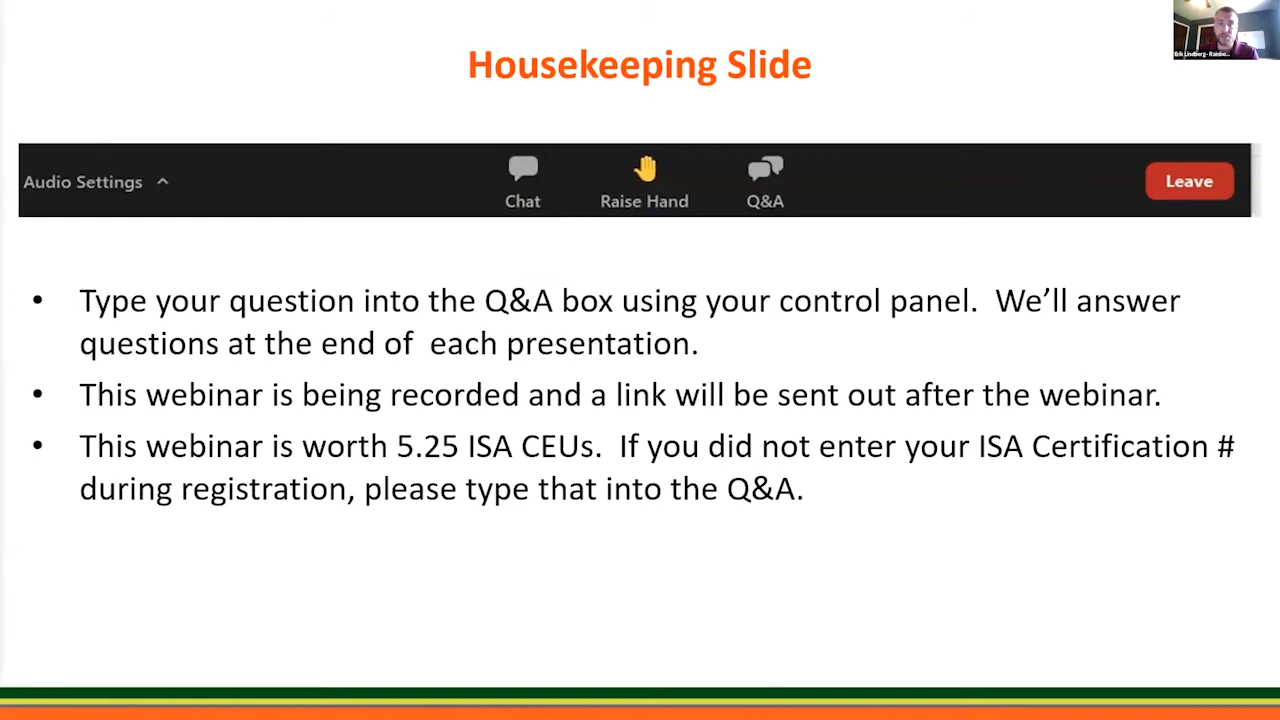 Erik Lindberg- Rainbo...
Housekeeping Slide
Audio Settings
Chat
Raise Hand
Q&A
Leave
• Type your question into the Q&A box using your control panel.  We’ll answer
questions at the end of  each presentation.
• This webinar is being recorded and a link will be sent out after the webinar.
• This webinar is worth 5.25 ISA CEUs.  If you did not enter your ISA Certification #
during registration, please type that into the Q&A.